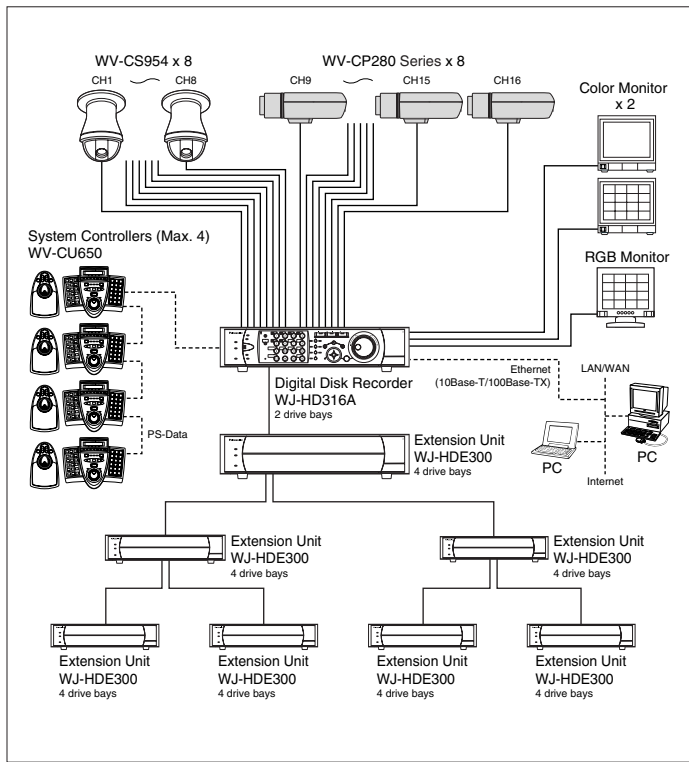 WV-CS954 x 8
CH1
CH8
WV-CP280 Series x 8
CH9
CH15
CH16
Color Monitor
x 2
System Controllers (Max. 4)
WV-CU650
RGB Monitor
PS-Data
Digital Disk Recorder
WJ-HD316A
2 drive bays
Ethernet
(10Base-T/100Base-TX)
LAN/WAN
PC
PC
Internet
Extension Unit
WJ-HDE300
4 drive bays
Extension Unit
WJ-HDE300
4 drive bays
Extension Unit
WJ-HDE300
4 drive bays
Extension Unit
WJ-HDE300
4 drive bays
Extension Unit
WJ-HDE300
4 drive bays
Extension Unit
WJ-HDE300
4 drive bays
Extension Unit
WJ-HDE300
4 drive bays